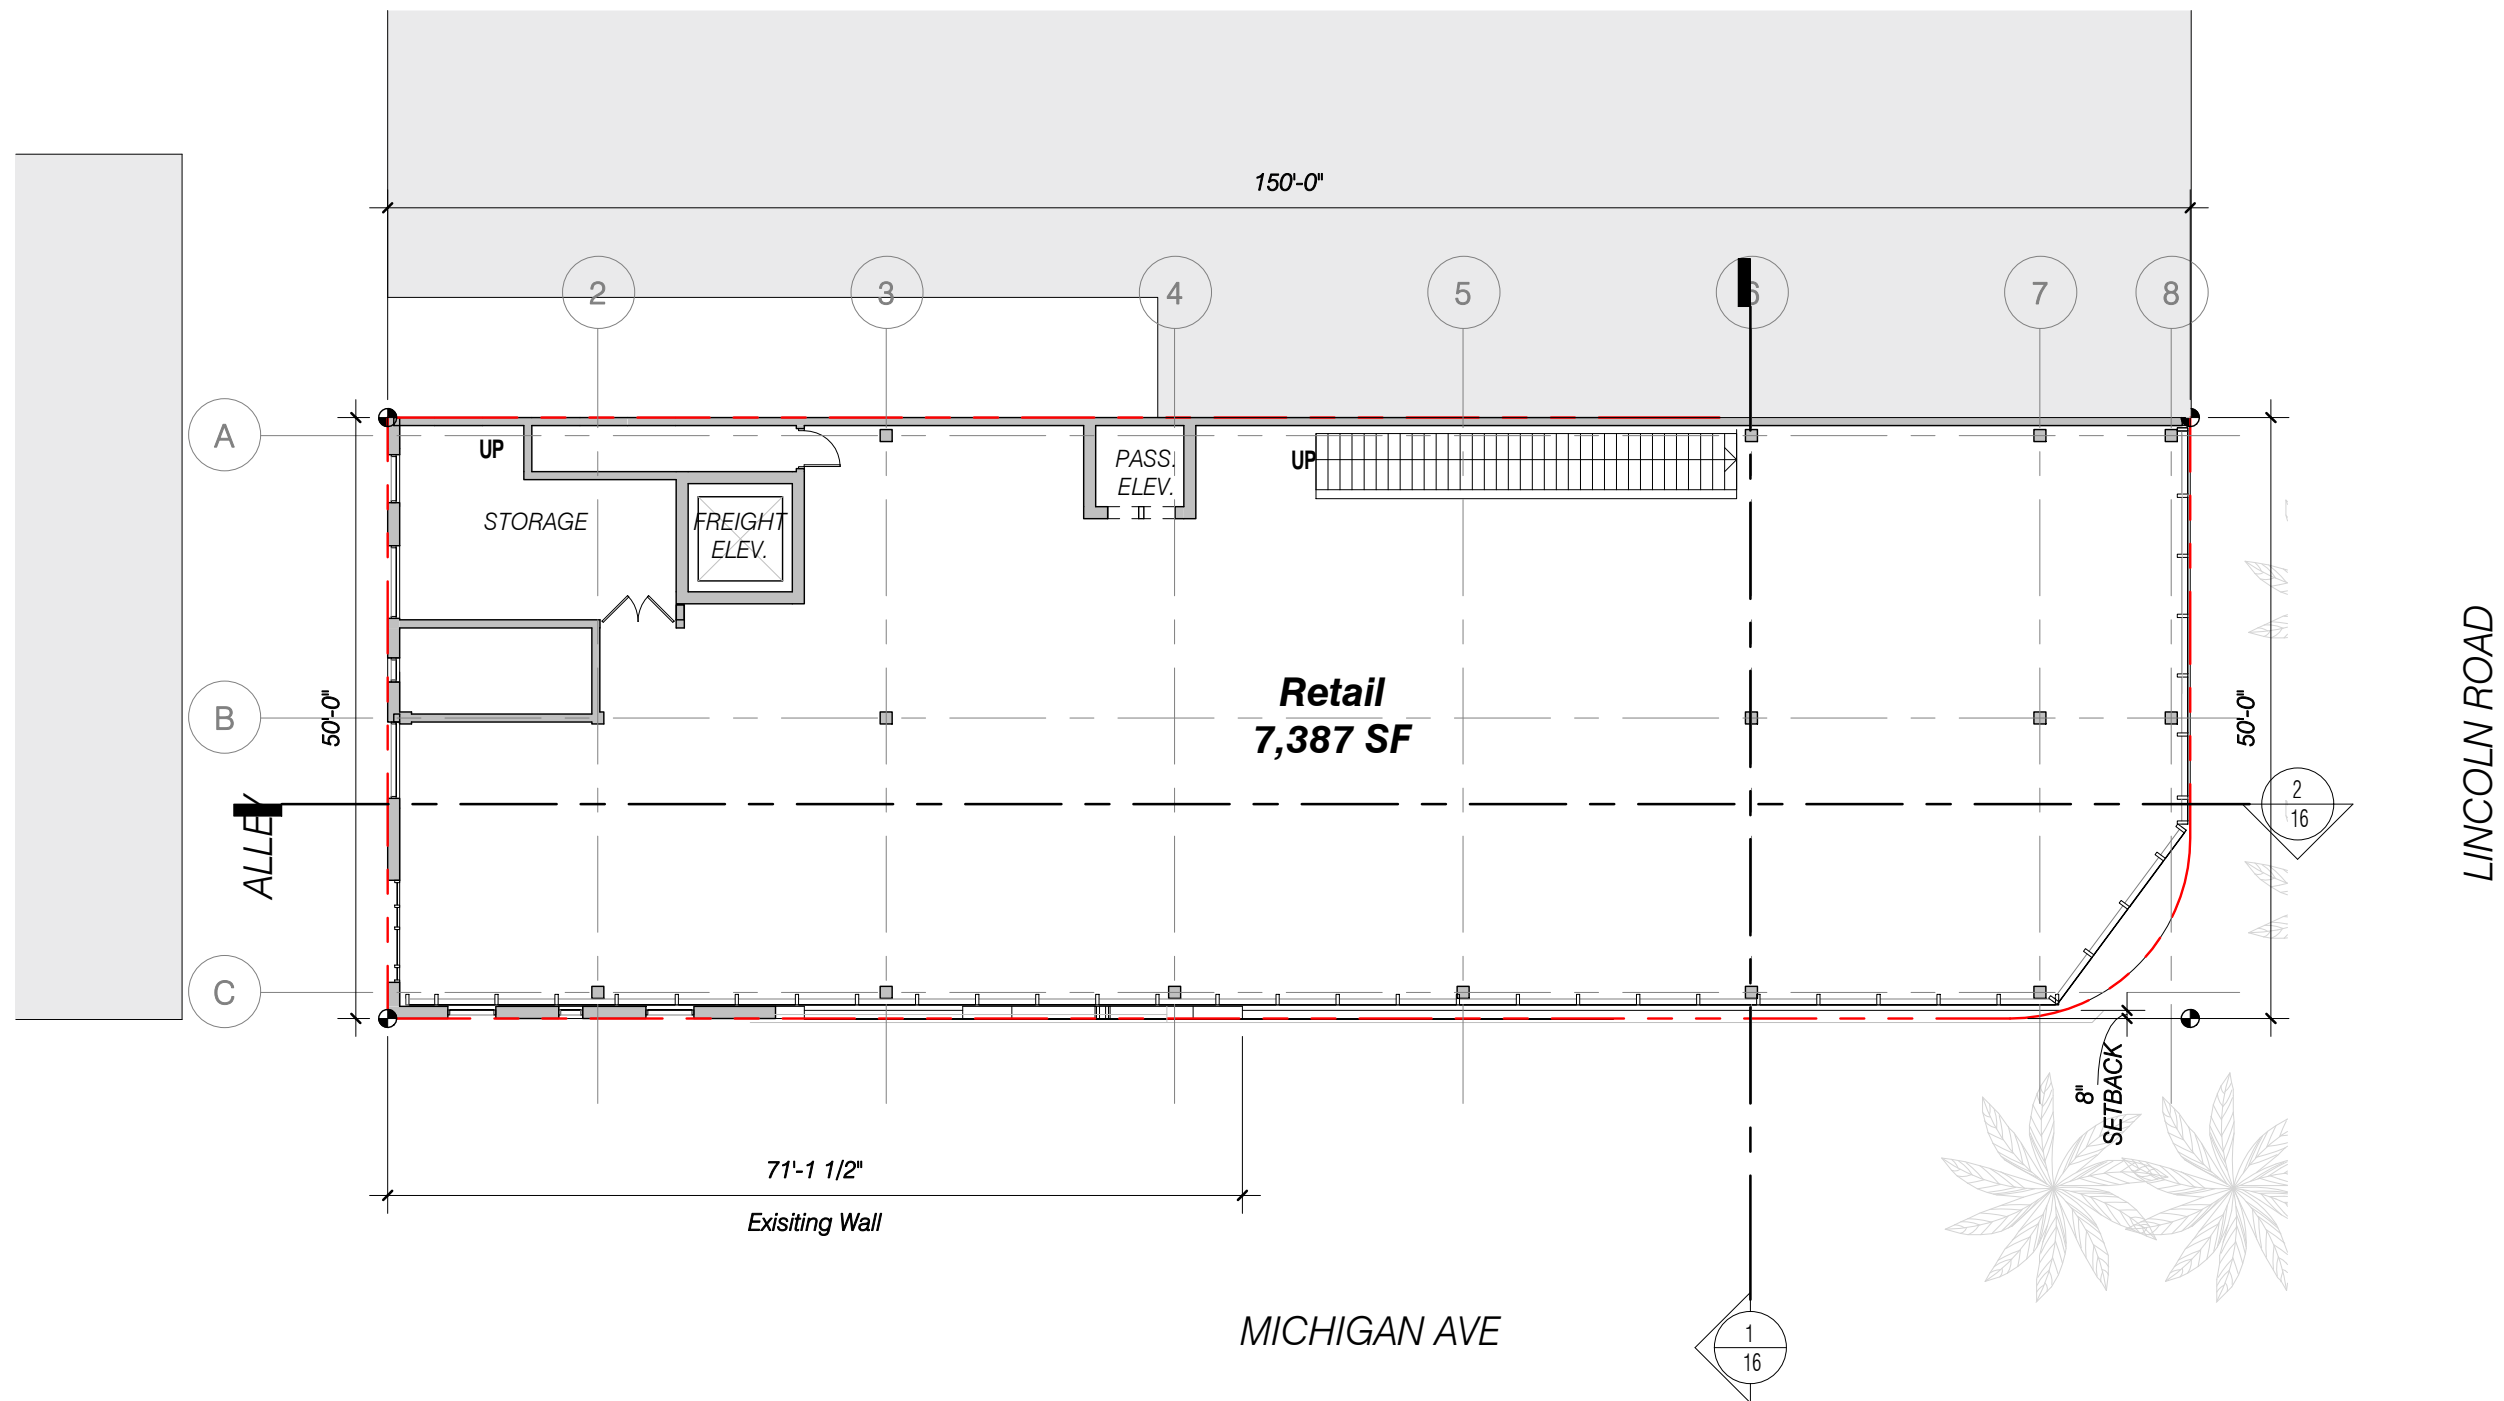 150'-0"
2
3
4
5
6
7
8
A
UP
UP
PASS.
ELEV.
STORAGE
FREIGHT
ELEV.
B
50'-0"
Retail
7,387 SF
50'-0"
LINCOLN ROAD
2
16
ALLEY
C
8"
SETBACK
71'-1 1/2"
Exisiting Wall
MICHIGAN AVE
1
16